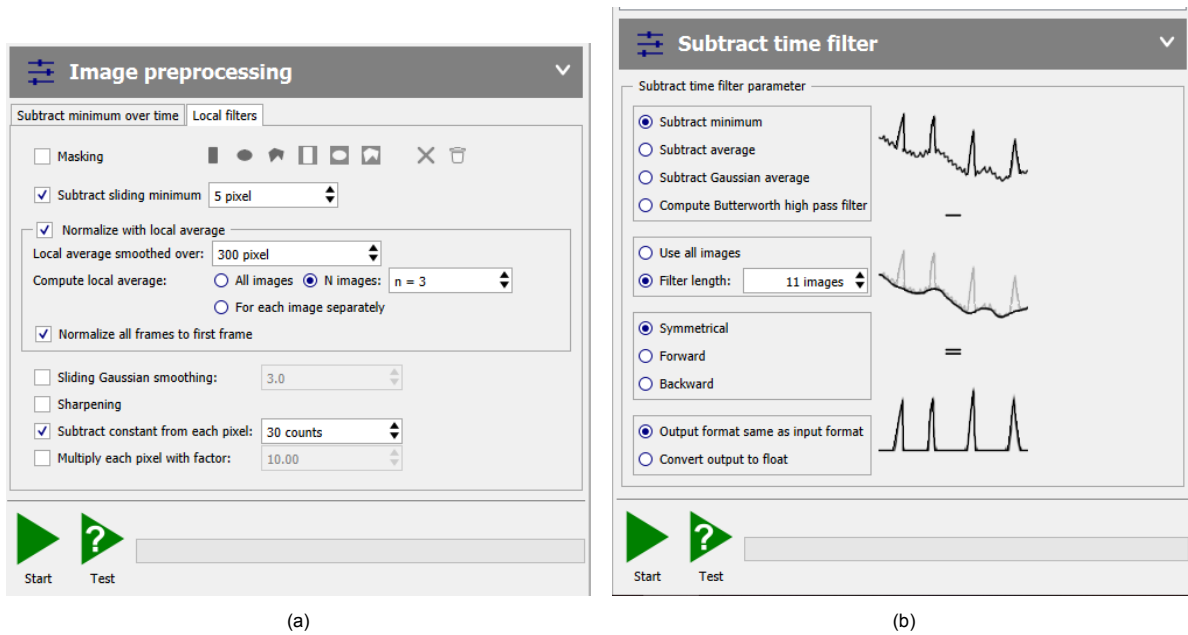 Image preprocessing
Subtract minimum over time Local filters
Masking
Subtract sliding minimum 5 pixel
Normalize with local average
Local average smoothed over: 300 pixel
Compute local average: All images N images: n = 3
For each image separately
Normalize all frames to first frame
Sliding Gaussian smoothing: 3.0
Sharpening
Subtract constant from each pixel: 30 counts
Multiply each pixel with factor: 10.00
?
Start Test
(a)
Subtract time filter
Subtract time filter parameter
Subtract minimum
Subtract average
Subtract Gaussian average
Compute Butterworth high pass filter
Use all images
Filter length: 11 images
Symmetrical
Forward
Backward
Output format same as input format
Convert output to float
?
Start Test
(b)